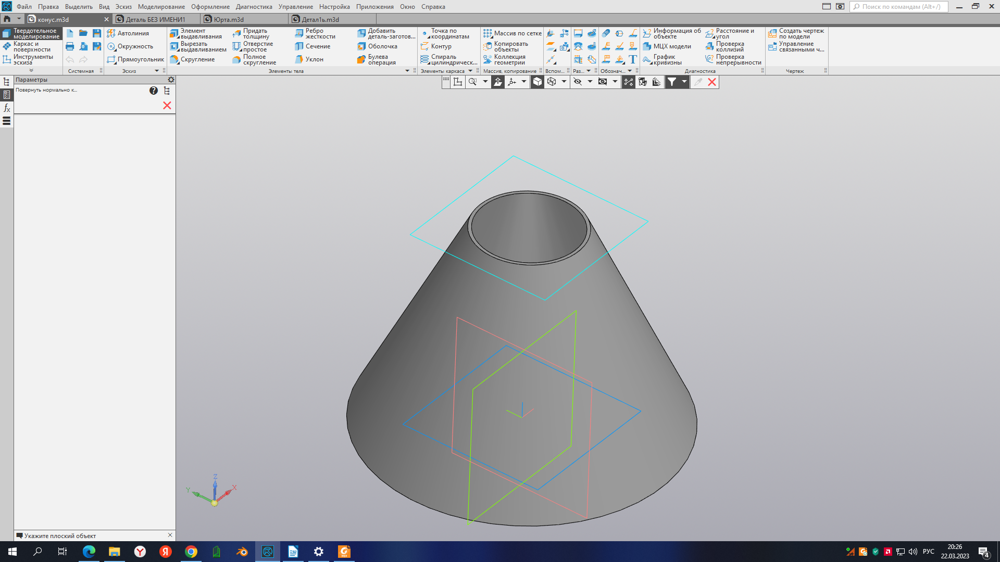 Файл Правка Выделить Вид Эскиз Моделирование Оформление Диагностика Управление Настройка Приложения Окно Справка
Поиск по командам (Alt+/)
конус.m3d
Деталь БЕЗ ИМЕНИ1
Юрта.m3d
Детал1ь.m3d
Твердотельное
моделирование
Каркас и
поверхности
Инструменты
эскиза
Системная
Автолиния
Окружность
Прямоугольник
Эскиз
Элемент
выдавливания
Вырезать
выдавливанием
Скругление
Придать
толщину
Отверстие
простое
Полное
скругление
Ребро
жесткости
Сечение
Уклон
Добавить
деталь-заготов...
Оболочка
Булева
операция
Элементы тела
Точка по
координатам
Контур
Спираль
цилиндрическ...
Элементы каркаса
Массив по сетке
Копировать
объекты
Коллекция
геометрии
Массив, копирование
Вспом...
Раз...
Обознач...
Информация об
объекте
МЦХ модели
График
кривизны
Расстояние и
угол
Проверка
коллизий
Проверка
непрерывности
Диагностика
Создать чертеж
по модели
Управление
связанными ч...
Чертеж
Параметры
Повернуть нормально к...
Z
Y
X
Укажите плоский объект
РУС
20:26
22.03.2023
4